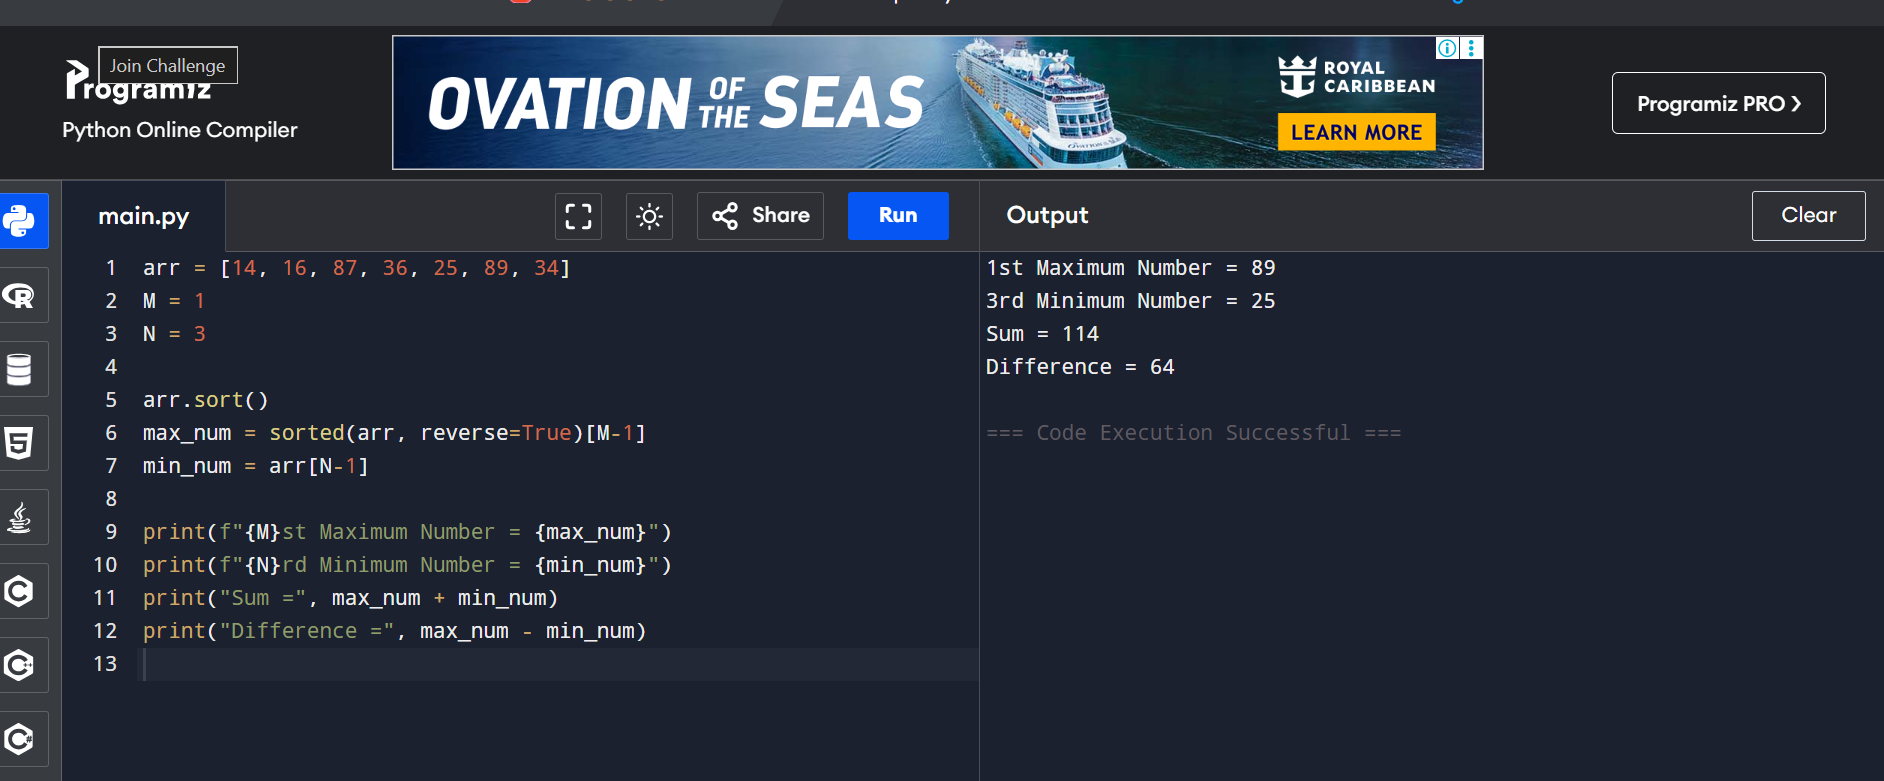 Join Challenge
Programiz
Python Online Compiler
OVATION OF THE SEAS
ROYAL
CARIBBEAN
LEARN MORE
OVATION OF THE SEAS
Programiz PRO ❯
main.py
Share
Run
Output
Clear
1 arr = [14, 16, 87, 36, 25, 89, 34]
2 M = 1
3 N = 3
4
5 arr.sort()
6 max_num = sorted(arr, reverse=True)[M-1]
7 min_num = arr[N-1]
8
9 print(f"{M}st Maximum Number = {max_num}")
10 print(f"{N}rd Minimum Number = {min_num}")
11 print("Sum =", max_num + min_num)
12 print("Difference =", max_num - min_num)
13
1st Maximum Number = 89
3rd Minimum Number = 25
Sum = 114
Difference = 64
=== Code Execution Successful ===